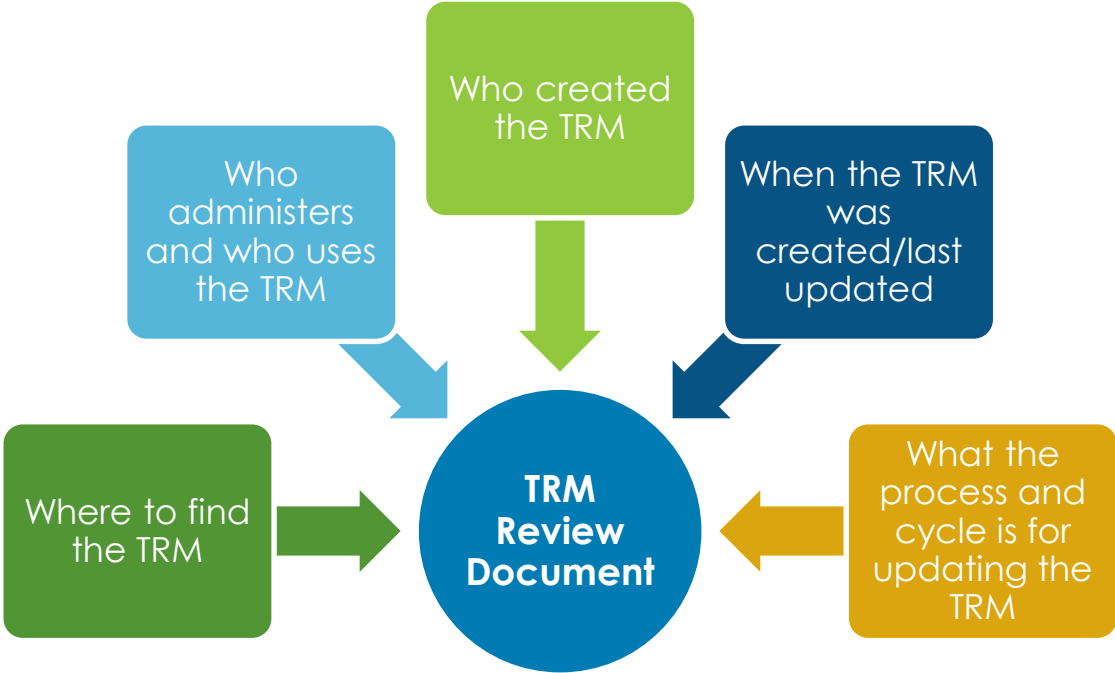 Who created
the TRM
Who
administers
and who uses
the TRM
When the TRM
was
created/last
updated
Where to find
the TRM
TRM
Review
Document
What the
process and
cycle is for
updating the
TRM